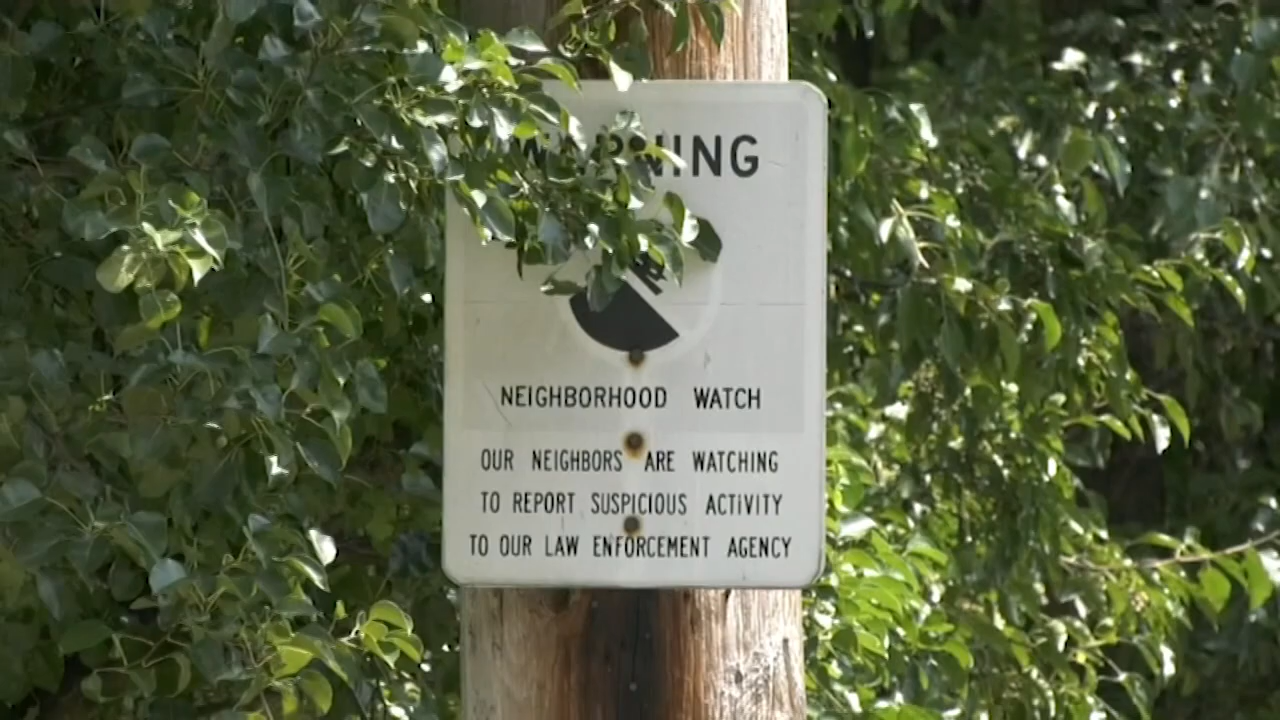 WARNING
NEIGHBORHOOD WATCH
OUR NEIGHBORS ARE WATCHING
TO REPORT SUSPICIOUS ACTIVITY
TO OUR LAW ENFORCEMENT AGENCY